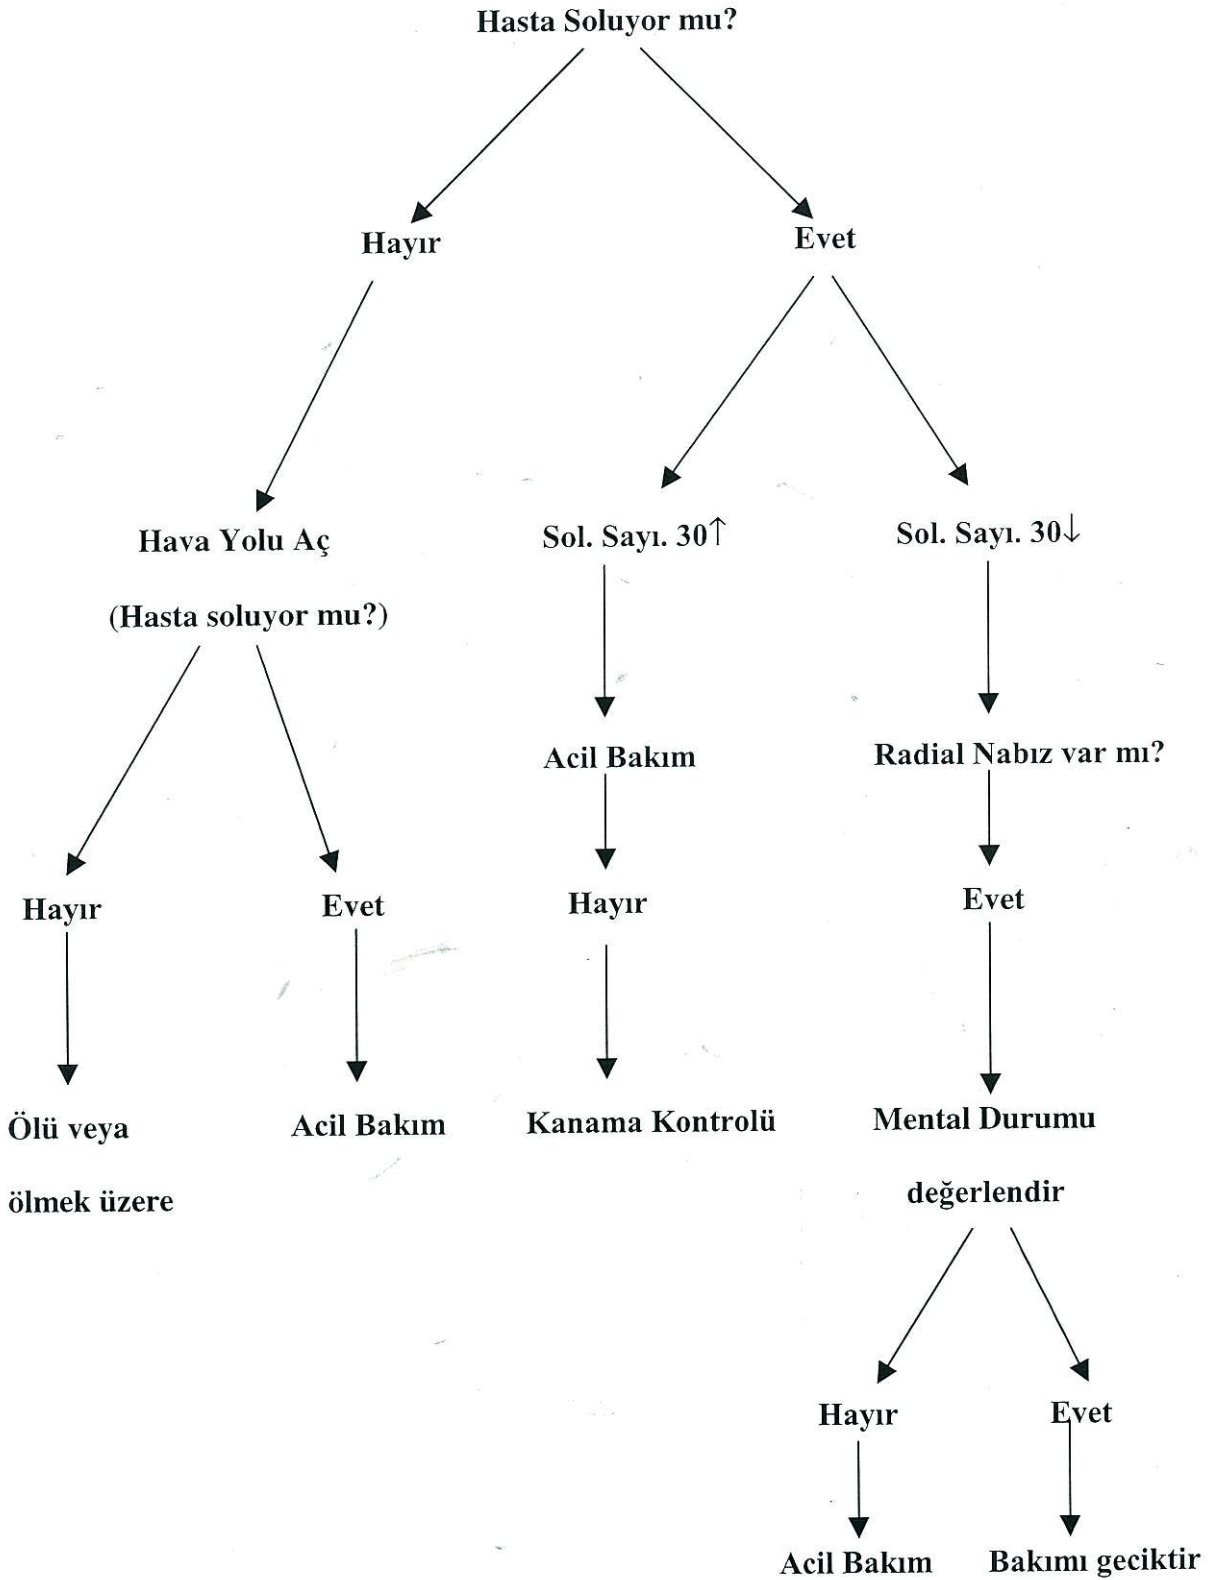 Hasta Soluyor mu?
Hayır
Evet
Hava Yolu Aç
(Hasta soluyor mu?)
Sol. Sayı. 30↑
Sol. Sayı. 30↓
Acil Bakım
Radial Nabız var mı?
Hayır
Evet
Hayır
Evet
Ölü veya
ölmek üzere
Acil Bakım
Kanama Kontrolü
Mental Durumu
değerlendir
Hayır
Evet
Acil Bakım
Bakımı geciktir